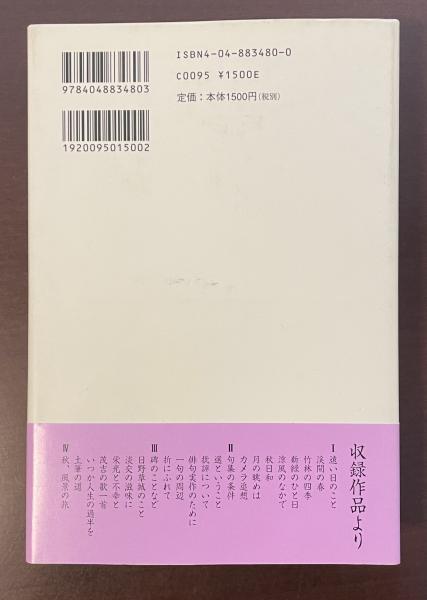 ISBN4-04-883480-0
C0095 ¥1500E
定価:本体1500円(税別)
9784048834803
1920095015002
収録作品より
I 遠い日のこと
渓間の春
竹林の四季
新緑のひと日
涼風のなかで
秋日和
月の眺めは
カメラ追想
II 句集の条件
選ということ
批評について
俳句実作のために
一句の周辺
折にふれて
III 碑のことなど
日野草城のこと
淡交の滋味に
栄光と不幸と
茂吉の歌一首
いつか人生の過半を
土筆の道
IV 秋、風景の旅